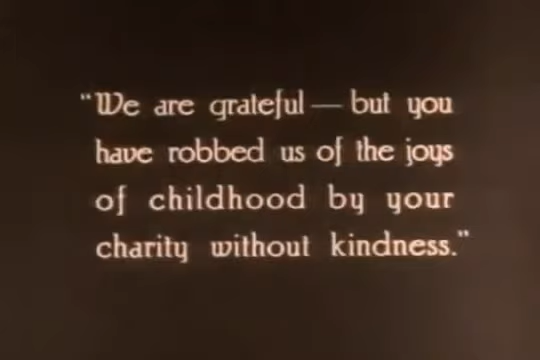 "We are grateful — but you
have robbed us of the joys
of childhood by your
charity without kindness."